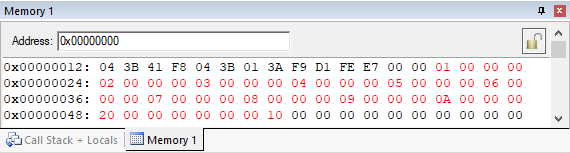 Memory 1
Address: 0x00000000
0x00000012: 04 3B 41 F8 04 3B 01 3A F9 D1 FE E7 00 00 01 00 00 00
0x00000024: 02 00 00 00 03 00 00 00 04 00 00 00 05 00 00 00 06 00
0x00000036: 00 00 07 00 00 00 08 00 00 00 09 00 00 00 0A 00 00 00
0x00000048: 20 00 00 00 00 00 00 00 10 00 00 00 00 00 00 00 00 00
Call Stack + Locals Memory 1